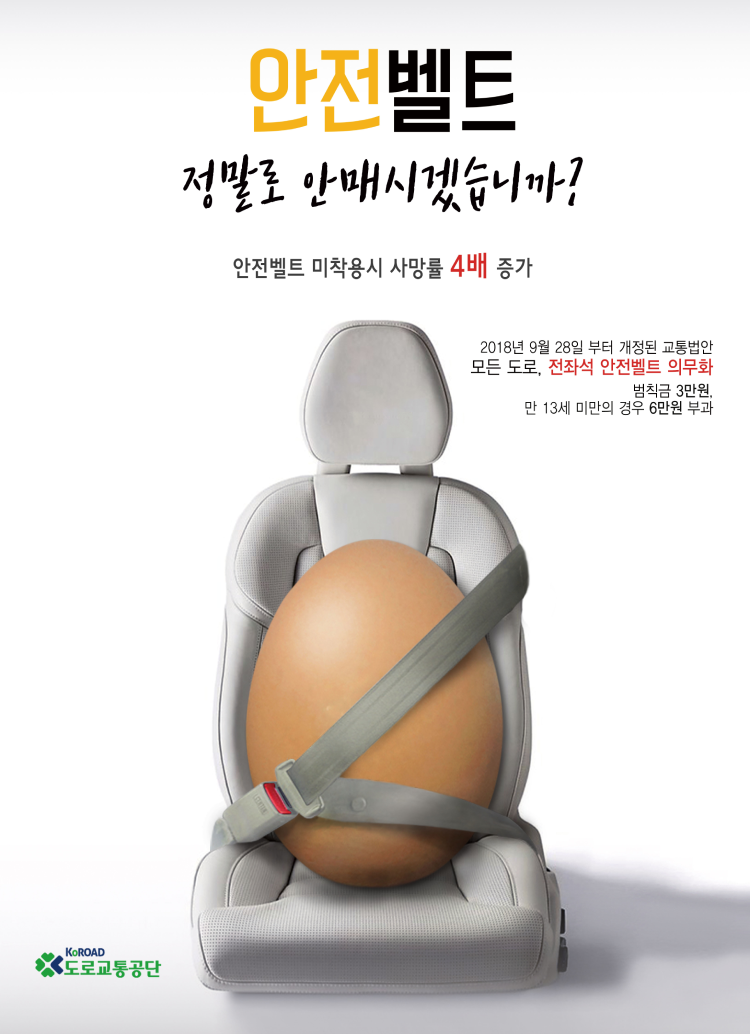 안전벨트
정말로 안매시겠습니까?
안전벨트 미착용시 사망률 4배 증가
2018년 9월 28일 부터 개정된 교통법안
모든 도로, 전좌석 안전벨트 의무화
범칙금 3만원,
만 13세 미만의 경우 6만원 부과
KoROAD
도로교통공단